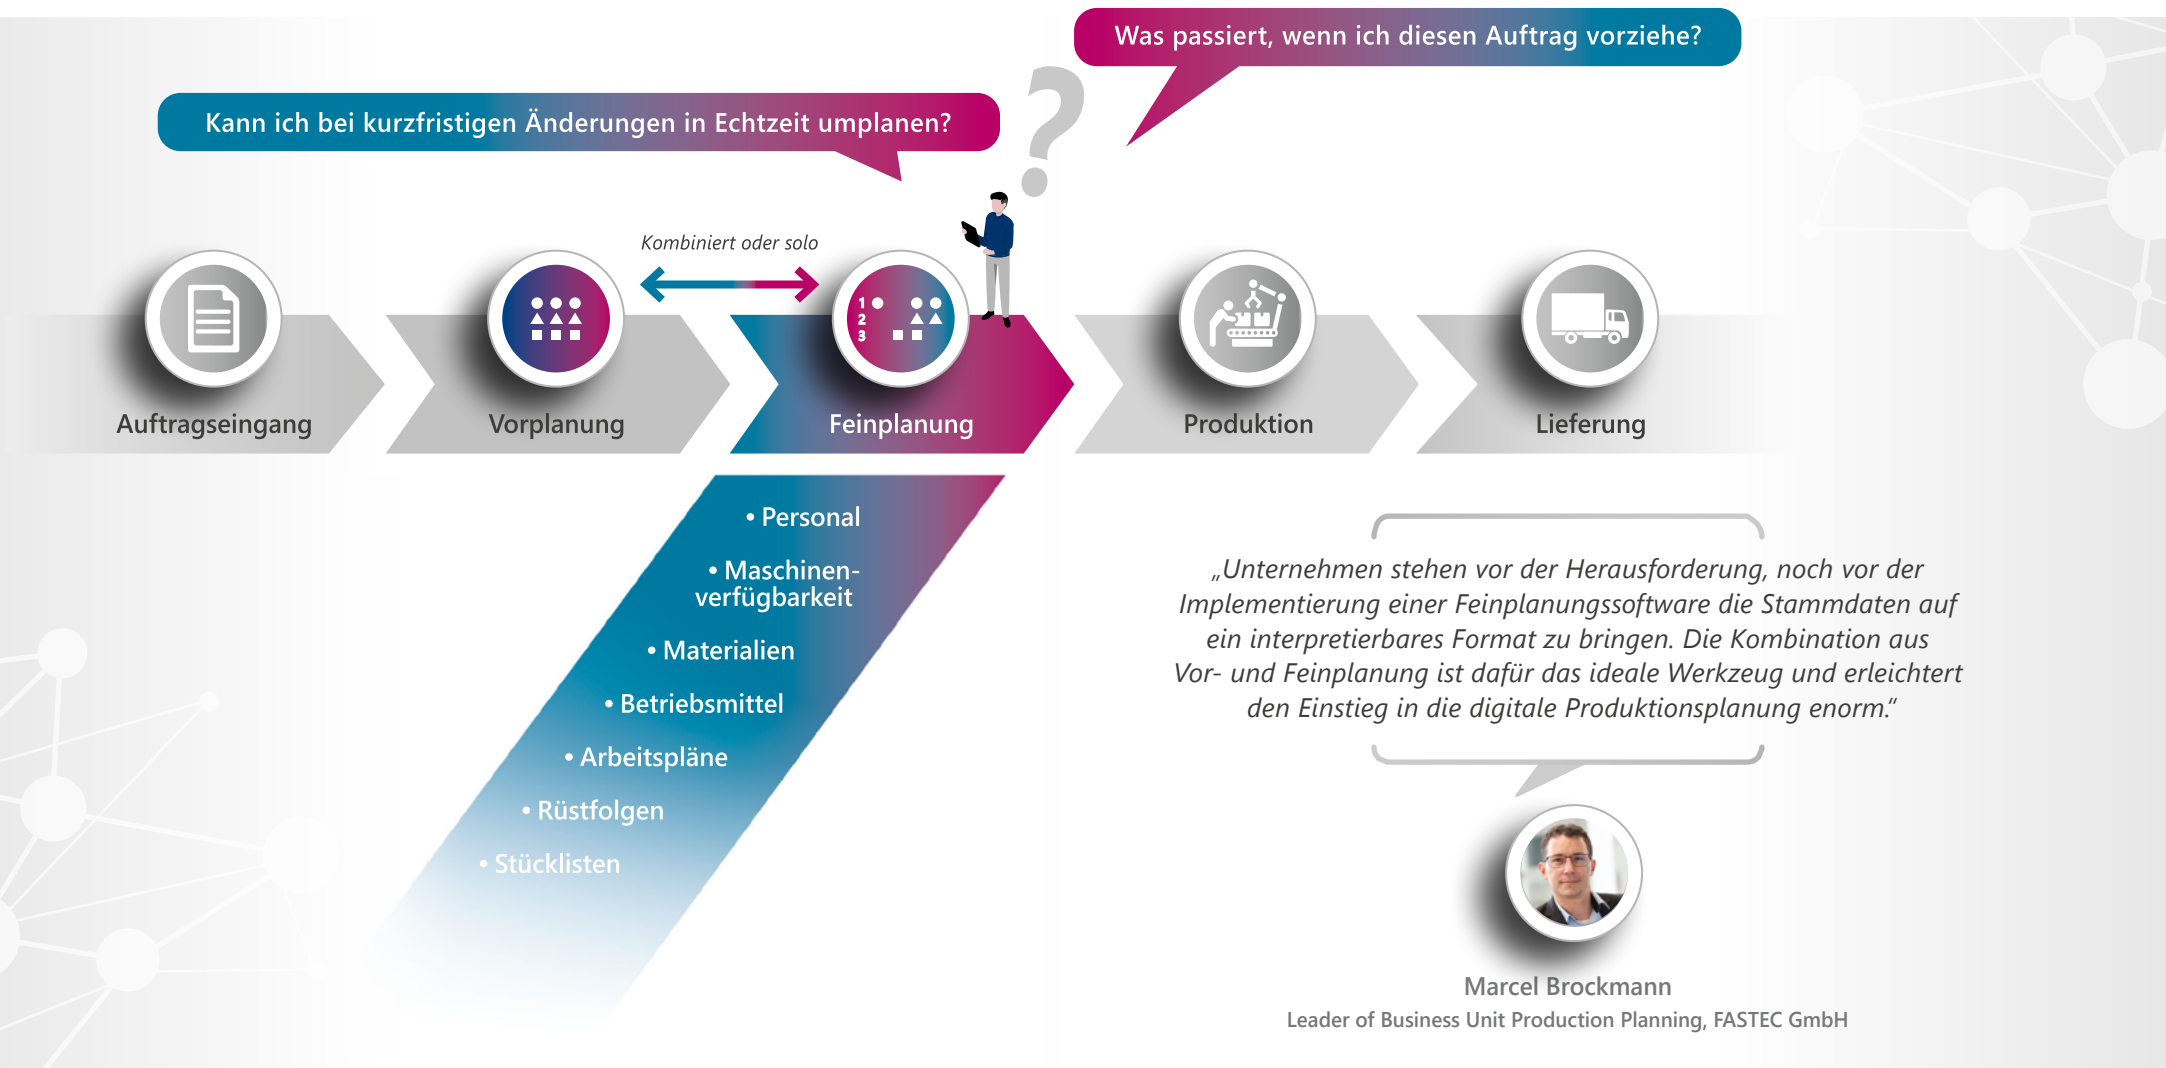 Was passiert, wenn ich diesen Auftrag vorziehe?
Kann ich bei kurzfristigen Änderungen in Echtzeit umplanen?
?
Kombiniert oder solo
1
2
3
Auftragseingang
Vorplanung
Feinplanung
Produktion
Lieferung
• Personal
• Maschinen-
verfügbarkeit
• Materialien
• Betriebsmittel
• Arbeitspläne
• Rüstfolgen
• Stücklisten
„Unternehmen stehen vor der Herausforderung, noch vor der
Implementierung einer Feinplanungssoftware die Stammdaten auf
ein interpretierbares Format zu bringen. Die Kombination aus
Vor- und Feinplanung ist dafür das ideale Werkzeug und erleichtert
den Einstieg in die digitale Produktionsplanung enorm.“
Marcel Brockmann
Leader of Business Unit Production Planning, FASTEC GmbH